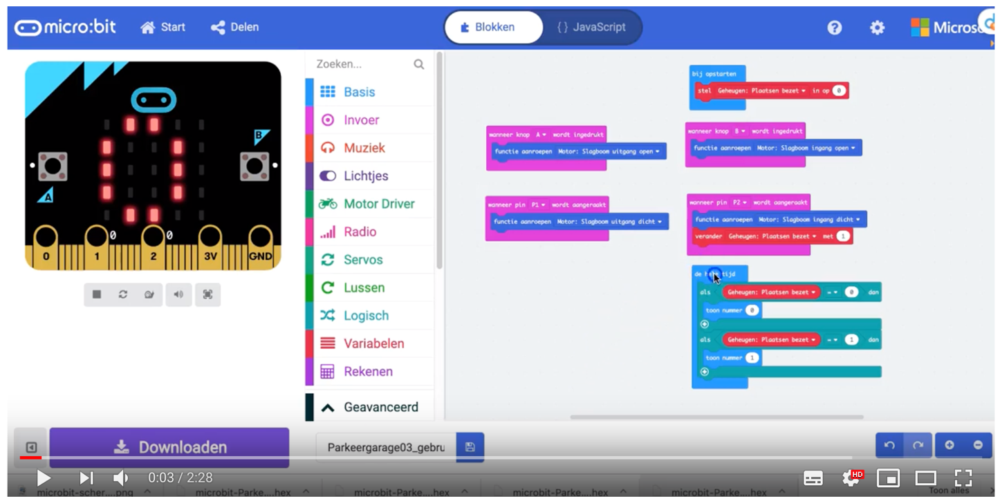 micro:bit Start Delen Blokken {} JavaScript ? Microso
Zoeken...
Basis
Invoer
Muziek
Lichtjes
Motor Driver
Radio
Servos
Lussen
Logisch
Variabelen
Rekenen
Geavanceerd
B
A
0 0
0 1 2 3V GND
bij opstarten
stel Geheugen: Plaatsen bezet in op 0
wanneer knop A wordt ingedrukt
functie aanroepen Motor: Slagboom uitgang open
wanneer knop B wordt ingedrukt
functie aanroepen Motor: Slagboom ingang open
wanneer pin P1 wordt aangeraakt
functie aanroepen Motor: Slagboom uitgang dicht
wanneer pin P2 wordt aangeraakt
functie aanroepen Motor: Slagboom ingang dicht
verander Geheugen: Plaatsen bezet met 1
de hele tijd
als Geheugen: Plaatsen bezet = 0 dan
toon nummer 0
als Geheugen: Plaatsen bezet = 1 dan
toon nummer 1
Downloaden Parkeergarage03_gebru
0:03 / 2:28 HD
microbit-scher....png microbit-Parke....hex microbit-Parke....hex microbit-Parke....hex microbit-Parke....hex Toon alles